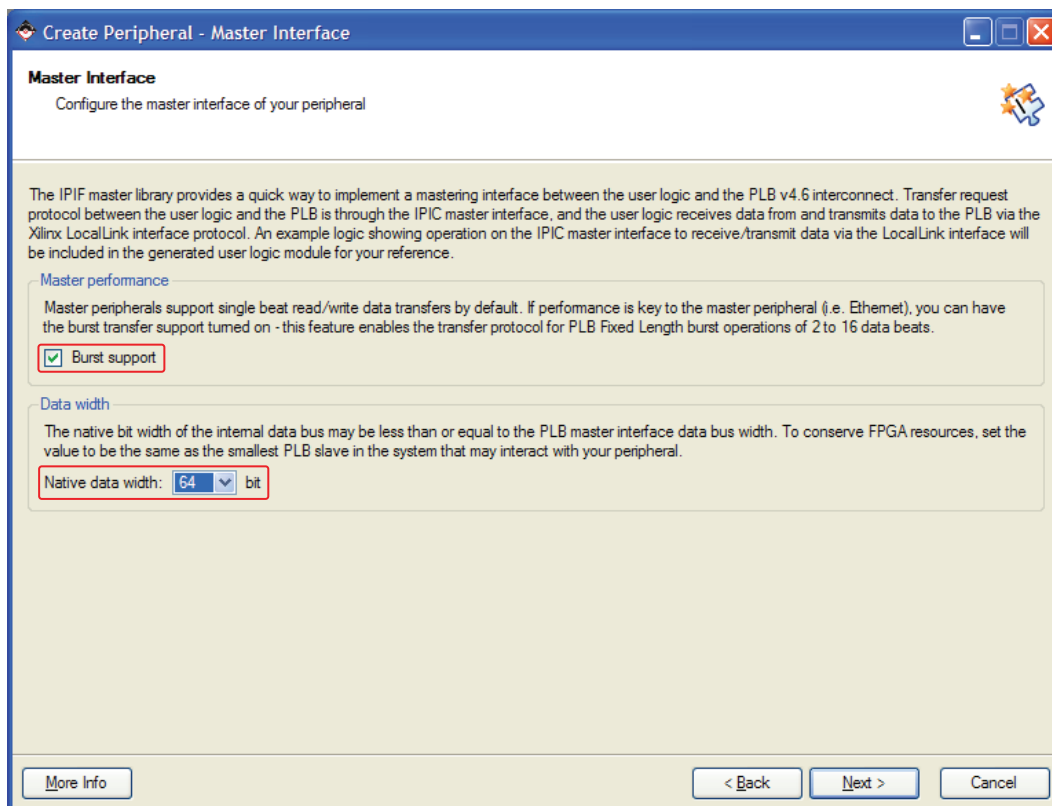 Create Peripheral - Master Interface
Master Interface
Configure the master interface of your peripheral
The IPIF master library provides a quick way to implement a mastering interface between the user logic and the PLB v4.6 interconnect. Transfer request
protocol between the user logic and the PLB is through the IPIC master interface, and the user logic receives data from and transmits data to the PLB via the
Xilinx LocalLink interface protocol. An example logic showing operation on the IPIC master interface to receive/transmit data via the LocalLink interface will
be included in the generated user logic module for your reference.
Master performance
Master peripherals support single beat read/write data transfers by default. If performance is key to the master peripheral (i.e. Ethernet), you can have
the burst transfer support turned on - this feature enables the transfer protocol for PLB Fixed Length burst operations of 2 to 16 data beats.
Burst support
Data width
The native bit width of the internal data bus may be less than or equal to the PLB master interface data bus width. To conserve FPGA resources, set the
value to be the same as the smallest PLB slave in the system that may interact with your peripheral.
Native data width: 64 bit
More Info < Back Next > Cancel